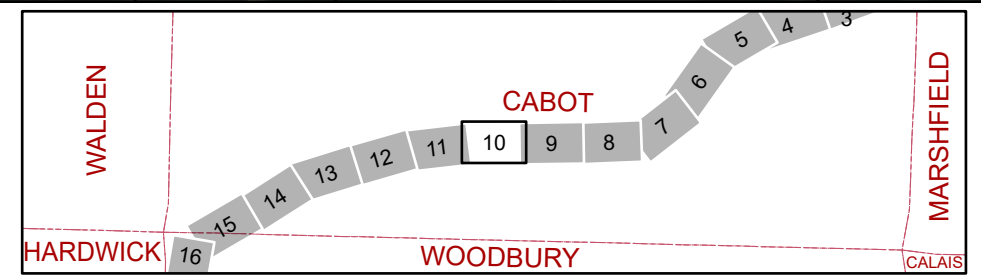 3
4
5
6
7
8
9
10
11
12
13
14
15
16
WALDEN
CABOT
MARSHFIELD
HARDWICK
WOODBURY
CALAIS